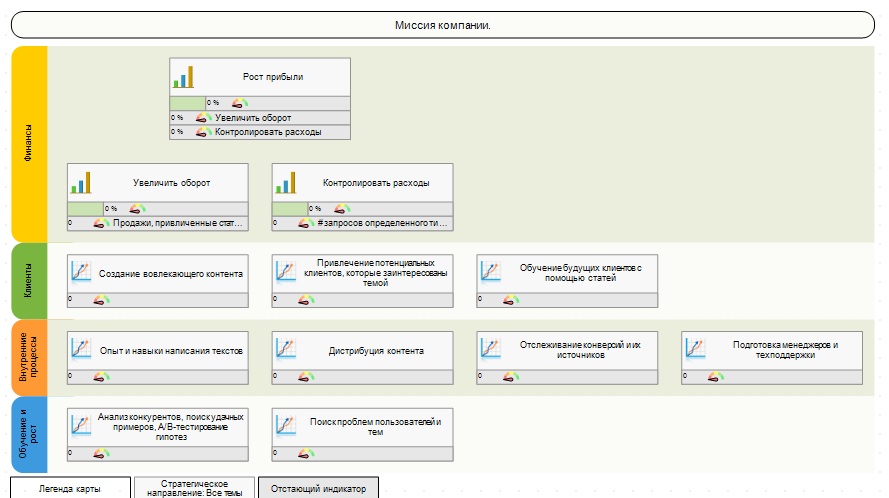 Миссия компании.
Финансы
Рост прибыли
0 %
0 % Увеличить оборот
0 % Контролировать расходы
Увеличить оборот
0 %
0 Продажи, привличенные стат...
Контролировать расходы
0 %
0 #запросов определенного ти...
Клиенты
Создание вовлекающего контента
0
Привлечение потенциальных
клиентов, которые заинтересованы
темой
0
Обучение будущих клиентов с
помощью статей
0
Внутренние
процессы
Опыт и навыки написания текстов
0
Дистрибуция контента
0
Отслеживание конверсий и их
источников
0
Подготовка менеджеров и
техподдержки
0
Обучение и
рост
Анализ конкурентов, поиск удачных
примеров, A/B-тестирование
гипотез
0
Поиск проблем пользователей и
тем
0
Легенда карты
Стратегическое
направление: Все темы
Отстающий индикатор